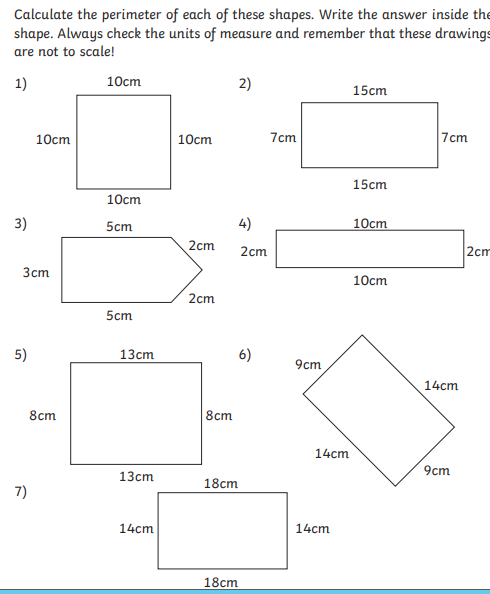 Calculate the perimeter of each of these shapes. Write the answer inside the
shape. Always check the units of measure and remember that these drawings
are not to scale!
1)
10cm
10cm
10cm
10cm
2)
15cm
7cm
7cm
15cm
3)
5cm
2cm
3cm
2cm
5cm
4)
10cm
2cm
2cm
10cm
5)
13cm
8cm
8cm
13cm
6)
9cm
14cm
14cm
9cm
7)
18cm
14cm
14cm
18cm